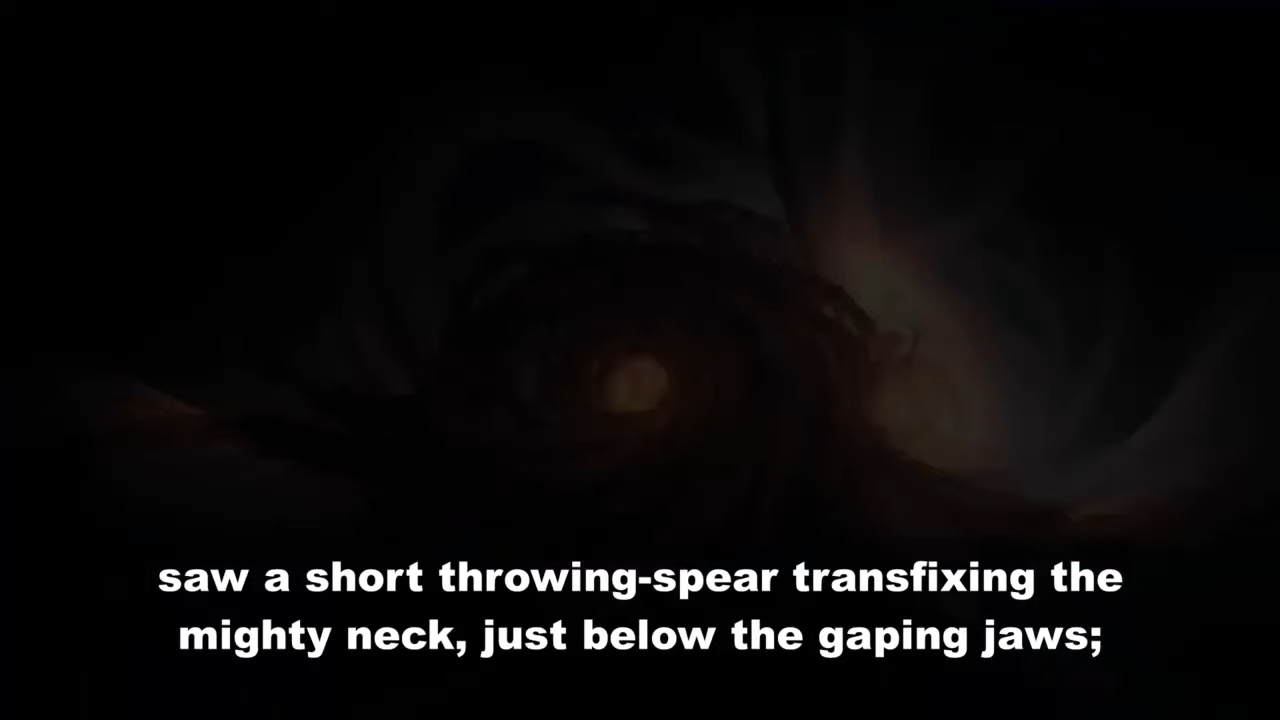 saw a short throwing-spear transfixing the
mighty neck, just below the gaping jaws;